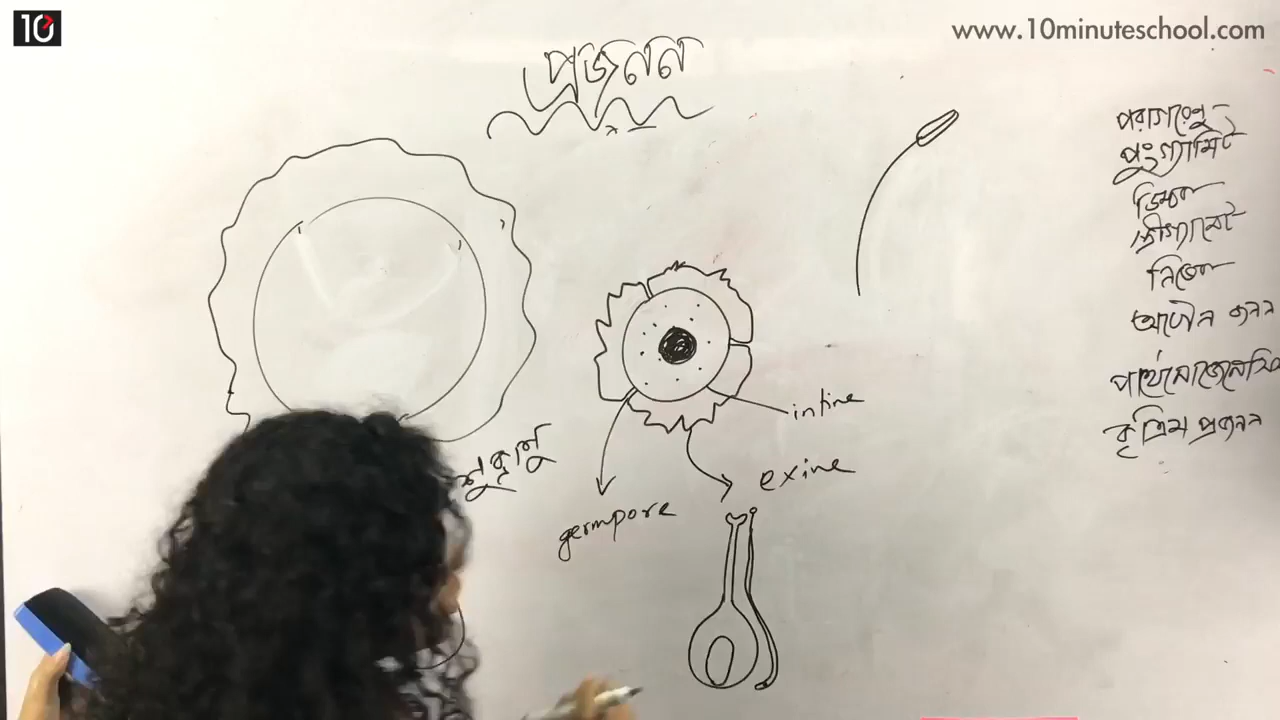 10
www.10minuteschool.com
প্রজনন
পরাগরেণু
পুংগ্যামিট
ডিম্বক
স্ত্রীগ্যামেট
নিষেক
অযৌন জনন
পার্থেনোজেনেসিস
কৃত্রিম প্রজনন
intine
শুক্রাণু
exine
germpore